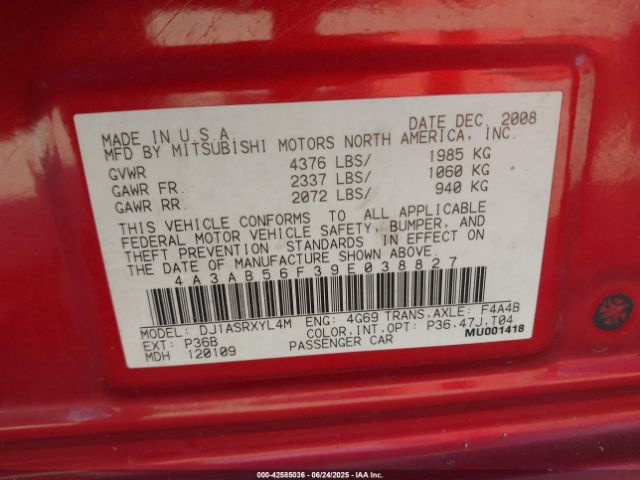 MADE IN U.S.A. DATE DEC. 2008
MFD BY MITSUBISHI MOTORS NORTH AMERICA, INC.
GVWR 4376 LBS/ 1985 KG
GAWR FR. 2337 LBS/ 1060 KG
GAWR RR. 2072 LBS/ 940 KG
THIS VEHICLE CONFORMS TO ALL APPLICABLE
FEDERAL MOTOR VEHICLE SAFETY, BUMPER, AND
THEFT PREVENTION STANDARDS IN EFFECT ON
THE DATE OF MANUFACTURE SHOWN ABOVE.
4A3AB56F39E038827
MODEL: DJ1ASRXYL4M ENG: 4G69 TRANS.AXLE: F4A4B
EXT: P36B COLOR.INT.OPT: P36.47J.T04
MDH 120109 PASSENGER CAR MU001418
000-42585036 - 06/24/2025 - IAA Inc.